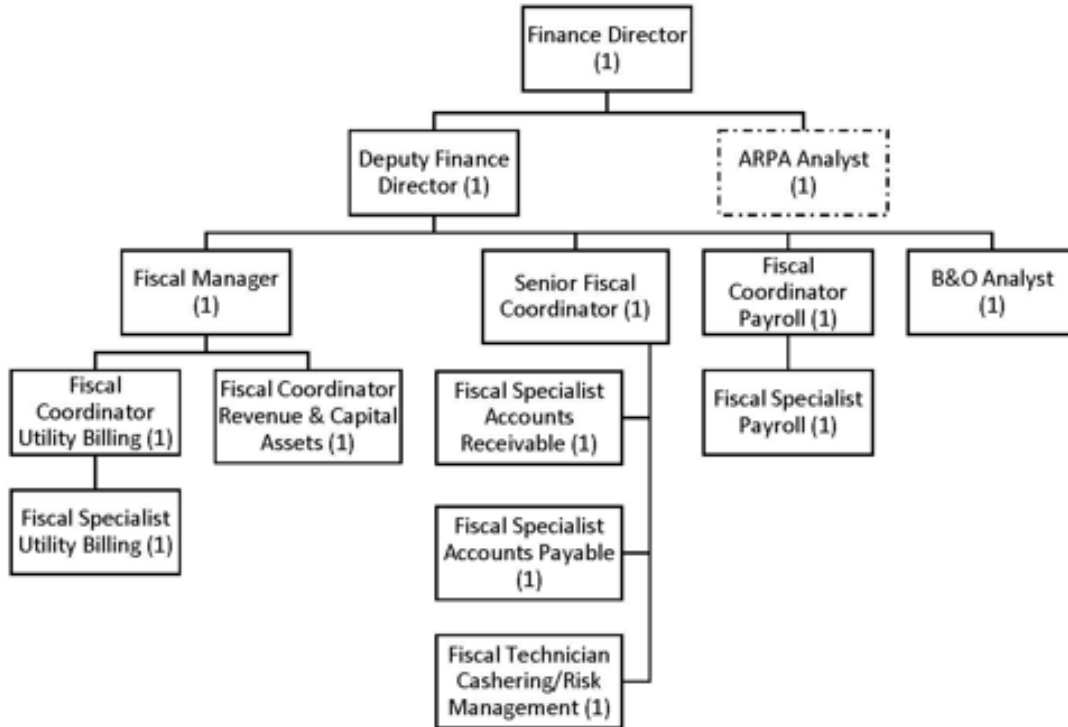 Finance Director
(1)
Deputy Finance
Director (1)
ARPA Analyst
(1)
Fiscal Manager
(1)
Senior Fiscal
Coordinator (1)
Fiscal
Coordinator
Payroll (1)
B&O Analyst
(1)
Fiscal
Coordinator
Utility Billing (1)
Fiscal Coordinator
Revenue & Capital
Assets (1)
Fiscal Specialist
Accounts
Receivable (1)
Fiscal Specialist
Payroll (1)
Fiscal Specialist
Utility Billing (1)
Fiscal Specialist
Accounts Payable
(1)
Fiscal Technician
Cashering/Risk
Management (1)